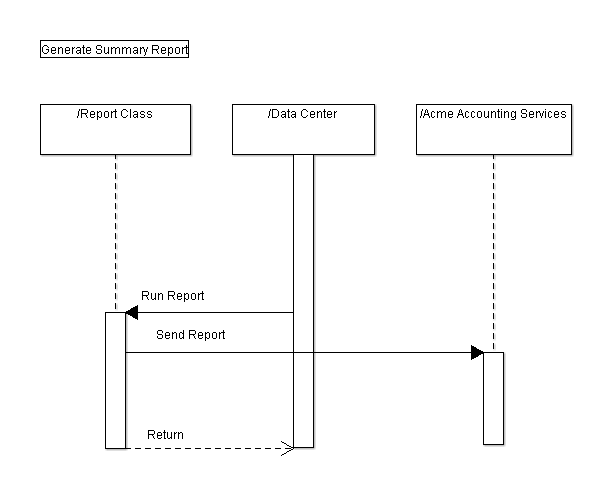 Generate Summary Report
/Report Class
/Data Center
/Acme Accounting Services
Run Report
Send Report
Return